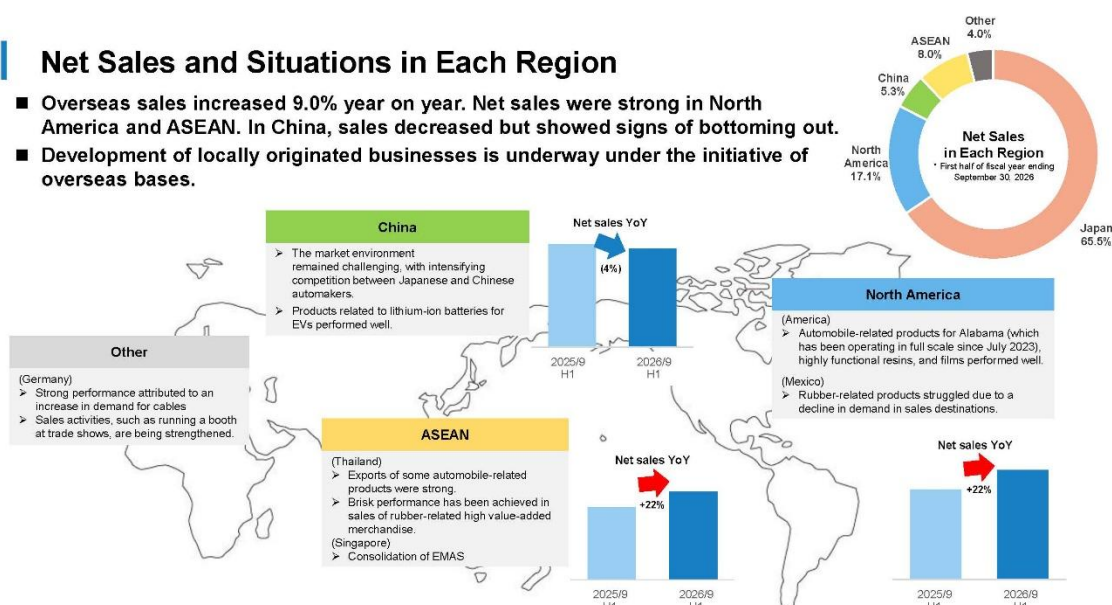 Net Sales and Situations in Each Region
■ Overseas sales increased 9.0% year on year. Net sales were strong in North
America and ASEAN. In China, sales decreased but showed signs of bottoming out.
■ Development of locally originated businesses is underway under the initiative of
overseas bases.
Other
4.0%
ASEAN
8.0%
China
5.3%
North
America
17.1%
Japan
65.5%
Net Sales
in Each Region
* First half of fiscal year ending
September 30, 2026
China
➢ The market environment
remained challenging, with intensifying
competition between Japanese and Chinese
automakers.
➢ Products related to lithium-ion batteries for
EVs performed well.
Net sales YoY
(4%)
2025/9
H1
2026/9
H1
North America
(America)
➢ Automobile-related products for Alabama (which
has been operating in full scale since July 2023),
highly functional resins, and films performed well.
(Mexico)
➢ Rubber-related products struggled due to a
decline in demand in sales destinations.
Other
(Germany)
➢ Strong performance attributed to an
increase in demand for cables
➢ Sales activities, such as running a booth
at trade shows, are being strengthened.
ASEAN
(Thailand)
➢ Exports of some automobile-related
products were strong.
➢ Brisk performance has been achieved in
sales of rubber-related high value-added
merchandise.
(Singapore)
➢ Consolidation of EMAS
Net sales YoY
+22%
2025/9
H1
2026/9
H1
Net sales YoY
+22%
2025/9
H1
2026/9
H1